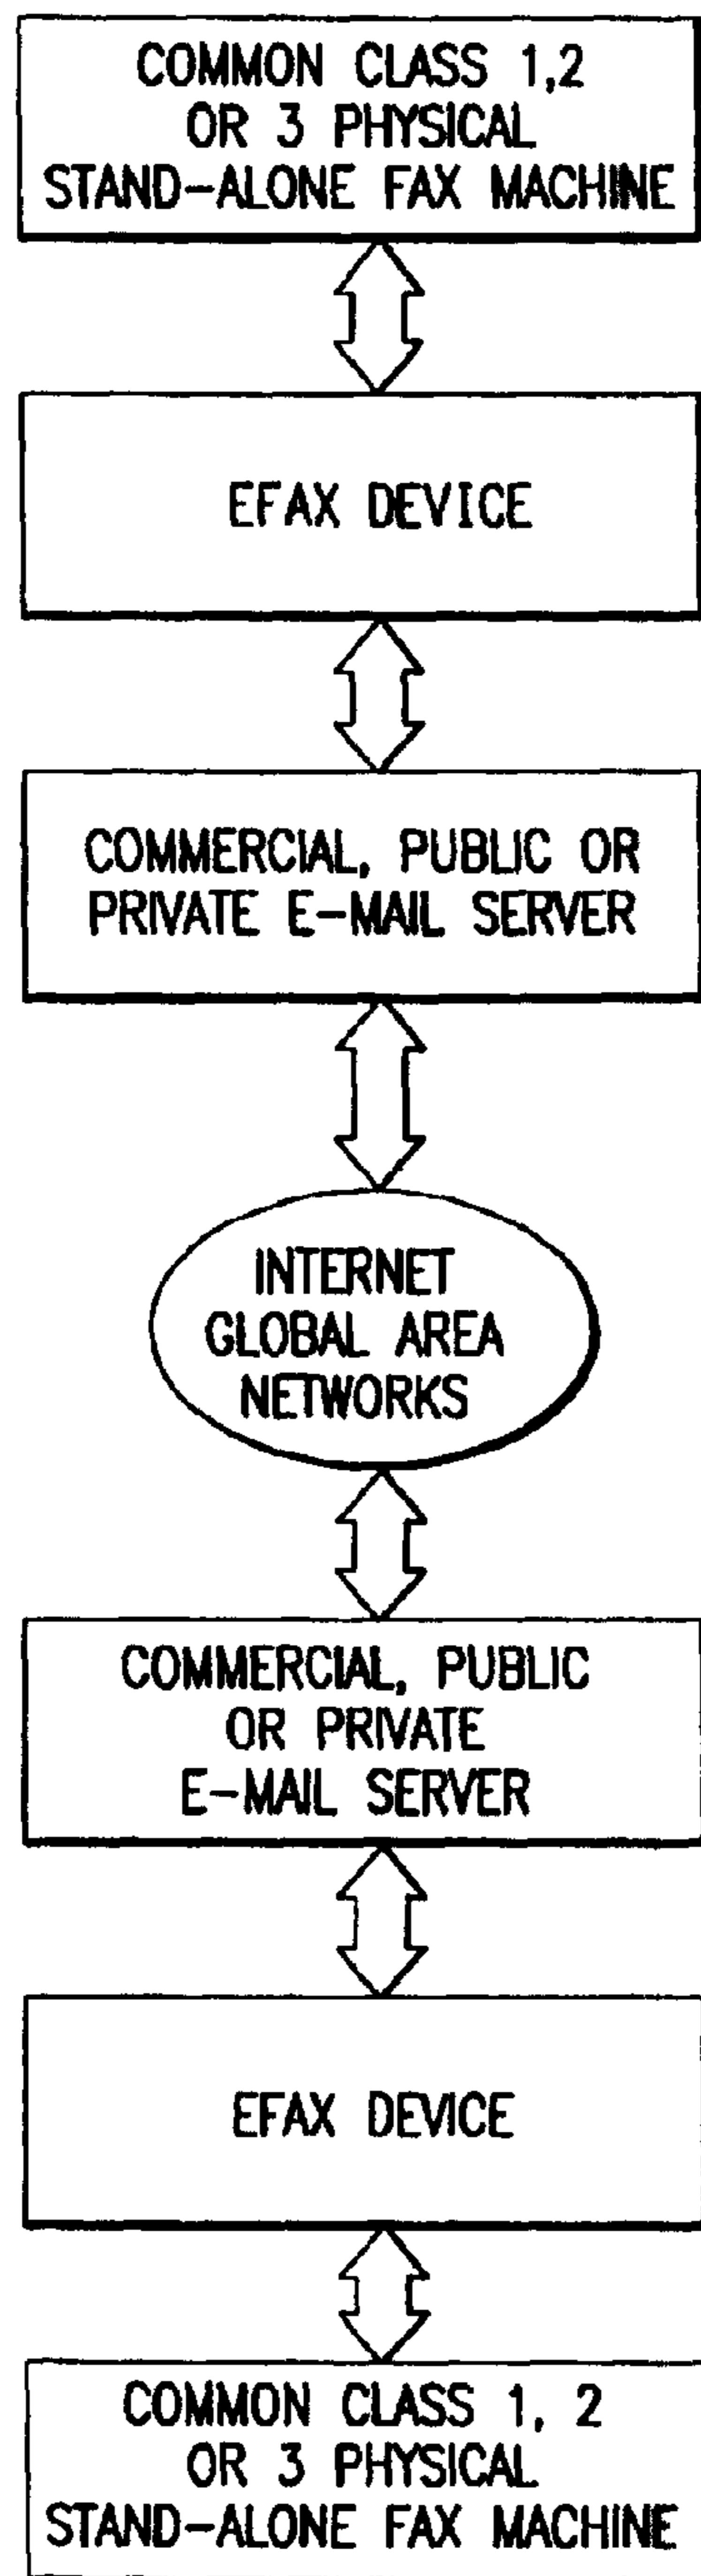 COMMON CLASS 1,2
OR 3 PHYSICAL
STAND-ALONE FAX MACHINE
EFAX DEVICE
COMMERCIAL, PUBLIC OR
PRIVATE E-MAIL SERVER
INTERNET
GLOBAL AREA
NETWORKS
COMMERCIAL, PUBLIC
OR PRIVATE
E-MAIL SERVER
EFAX DEVICE
COMMON CLASS 1, 2
OR 3 PHYSICAL
STAND-ALONE FAX MACHINE